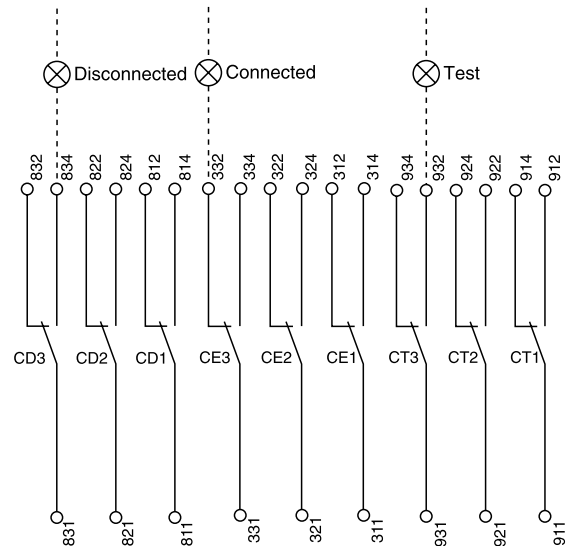 Disconnected Connected Test
832 834 822 824 812 814 332 334 322 324 312 314 934 932 924 922 914 912
CD3 CD2 CD1 CE3 CE2 CE1 CT3 CT2 CT1
831 821 811 331 321 311 931 921 911